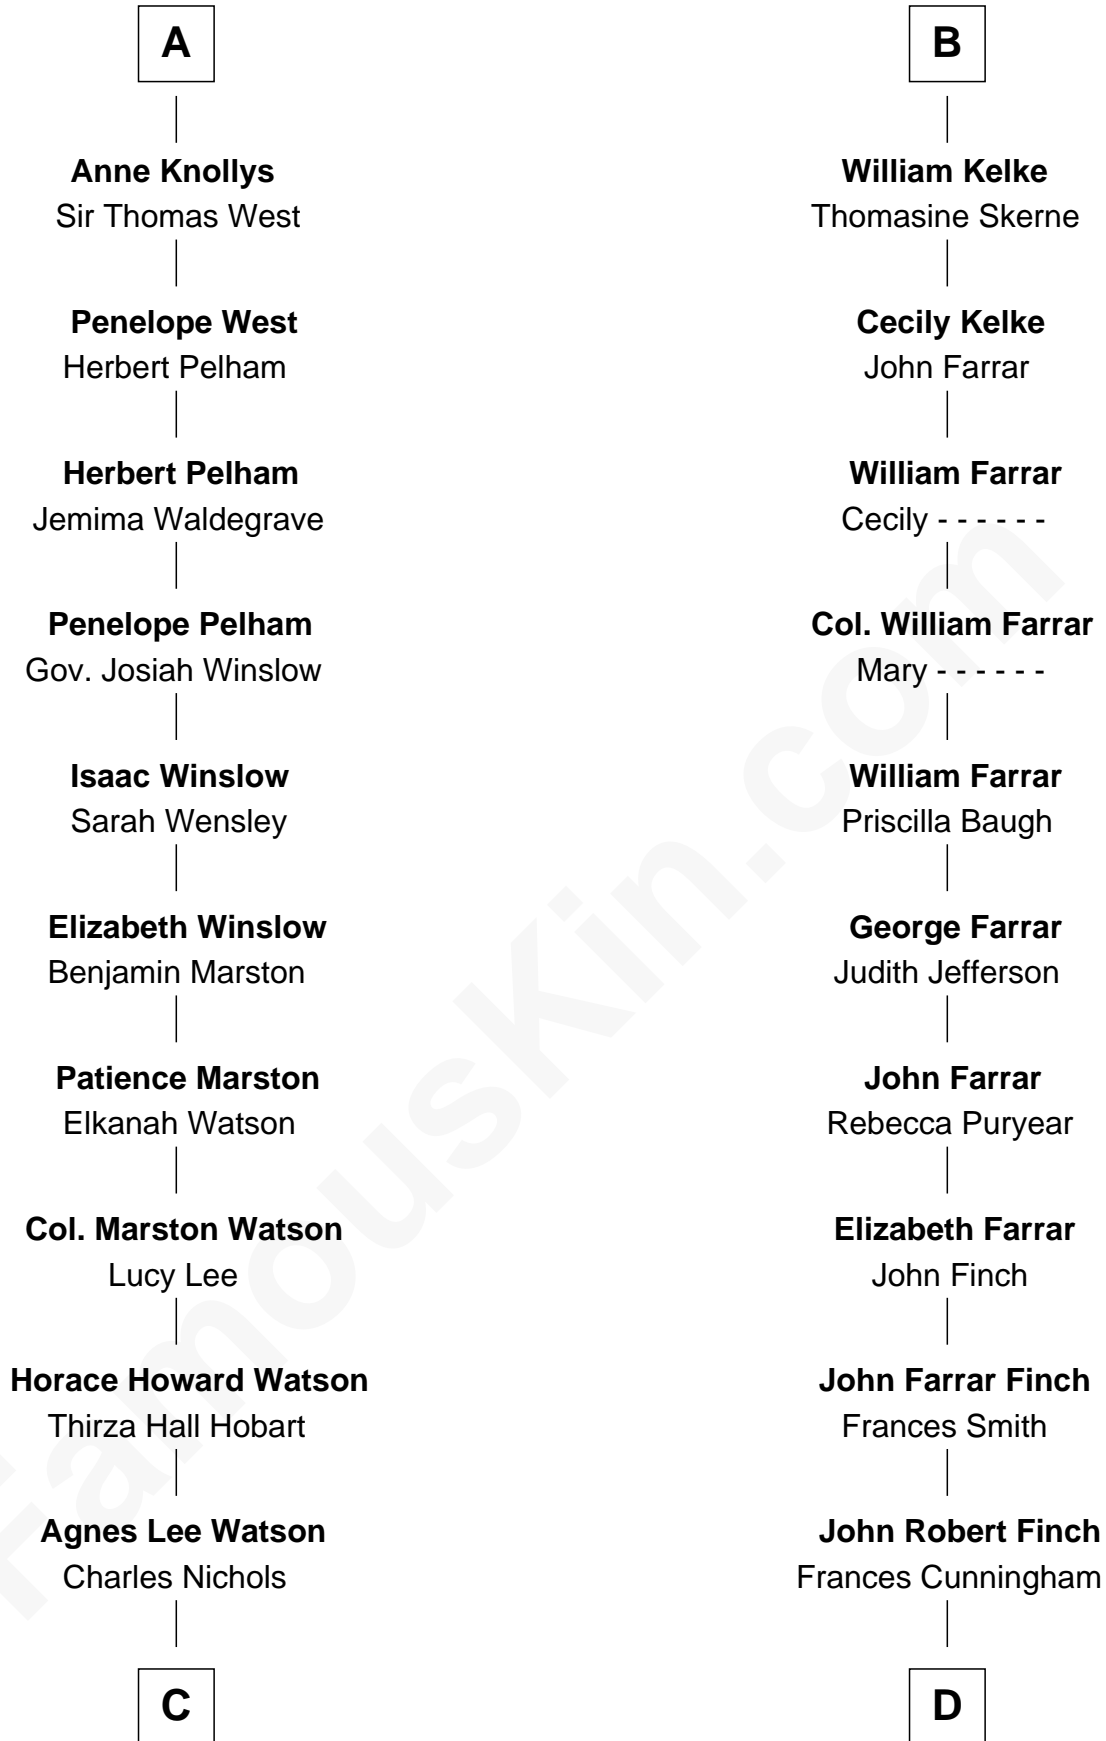 A
Anne Knollys
Sir Thomas West
Penelope West
Herbert Pelham
Herbert Pelham
Jemima Waldegrave
Penelope Pelham
Gov. Josiah Winslow
Isaac Winslow
Sarah Wensley
Elizabeth Winslow
Benjamin Marston
Patience Marston
Elkanah Watson
Col. Marston Watson
Lucy Lee
Horace Howard Watson
Thirza Hall Hobart
Agnes Lee Watson
Charles Nichols
C
B
William Kelke
Thomasine Skerne
Cecily Kelke
John Farrar
William Farrar
Cecily - - - - - -
Col. William Farrar
Mary - - - - - -
William Farrar
Priscilla Baugh
George Farrar
Judith Jefferson
John Farrar
Rebecca Puryear
Elizabeth Farrar
John Finch
John Farrar Finch
Frances Smith
John Robert Finch
Frances Cunningham
D
FamousKin.com